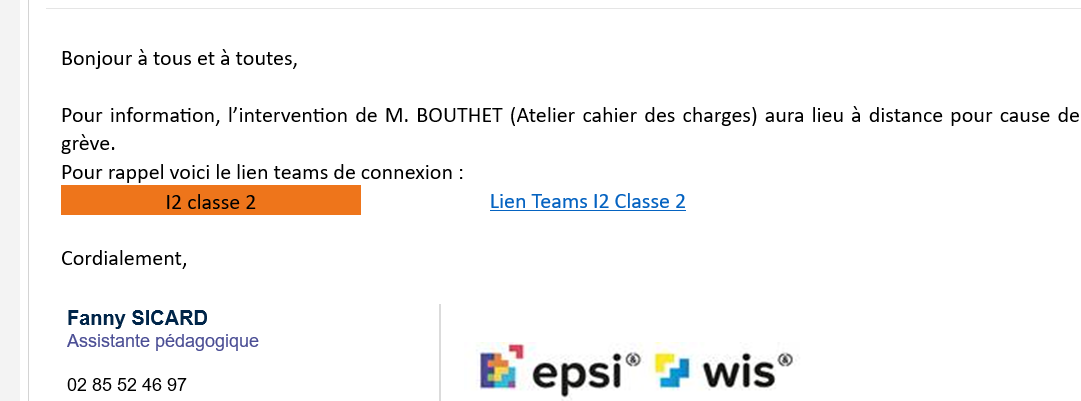 Bonjour à tous et à toutes,
Pour information, l’intervention de M. BOUTHET (Atelier cahier des charges) aura lieu à distance pour cause de
grève.
Pour rappel voici le lien teams de connexion :
I2 classe 2 Lien Teams I2 Classe 2
Cordialement,
Fanny SICARD
Assistante pédagogique
02 85 52 46 97
epsi wis